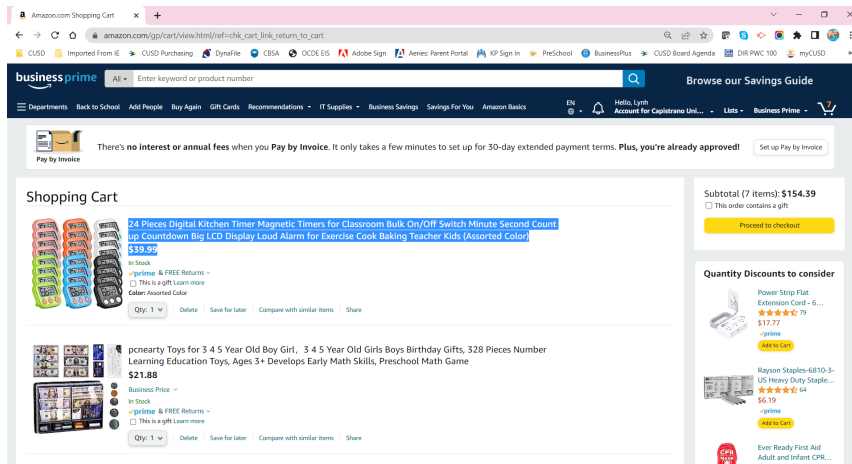 Amazon.com Shopping Cart
amazon.com/gp/cart/view.html/ref=chk_cart_link_return_to_cart
CUSD Imported From IE CUSD Purchasing DynaFile CBSA OCDE EIS Adobe Sign Aeries: Parent Portal KP Sign In PreSchool BusinessPlus CUSD Board Agenda DIR PWC 100 myCUSD
business prime All Enter keyword or product number Browse our Savings Guide
Departments Back to School Add People Buy Again Gift Cards Recommendations IT Supplies Business Savings Savings For You Amazon Basics EN Hello, Lynh
Account for Capistrano Uni... Lists Business Prime 7
Pay by Invoice
There's no interest or annual fees when you Pay by Invoice. It only takes a few minutes to set up for 30-day extended payment terms. Plus, you're already approved! Set up Pay by Invoice
Shopping Cart
24 Pieces Digital Kitchen Timer Magnetic Timers for Classroom Bulk On/Off Switch Minute Second Count
up Countdown Big LCD Display Loud Alarm for Exercise Cook Baking Teacher Kids (Assorted Color)
$39.99
In Stock
prime & FREE Returns
This is a gift Learn more
Color: Assorted Color
Qty: 1 Delete Save for later Compare with similar items Share
pcnearty Toys for 3 4 5 Year Old Boy Girl, 3 4 5 Year Old Girls Boys Birthday Gifts, 328 Pieces Number
Learning Education Toys, Ages 3+ Develops Early Math Skills, Preschool Math Game
$21.88
Business Price
In Stock
prime & FREE Returns
This is a gift Learn more
Qty: 1 Delete Save for later Compare with similar items Share
Subtotal (7 items): $154.39
This order contains a gift
Proceed to checkout
Quantity Discounts to consider
Power Strip Flat
Extension Cord - 6...
79
$17.77
prime
Add to Cart
Rayson Staples-6810-3-
US Heavy Duty Staple...
64
$6.19
prime
Add to Cart
Ever Ready First Aid
Adult and Infant CPR...
CPR